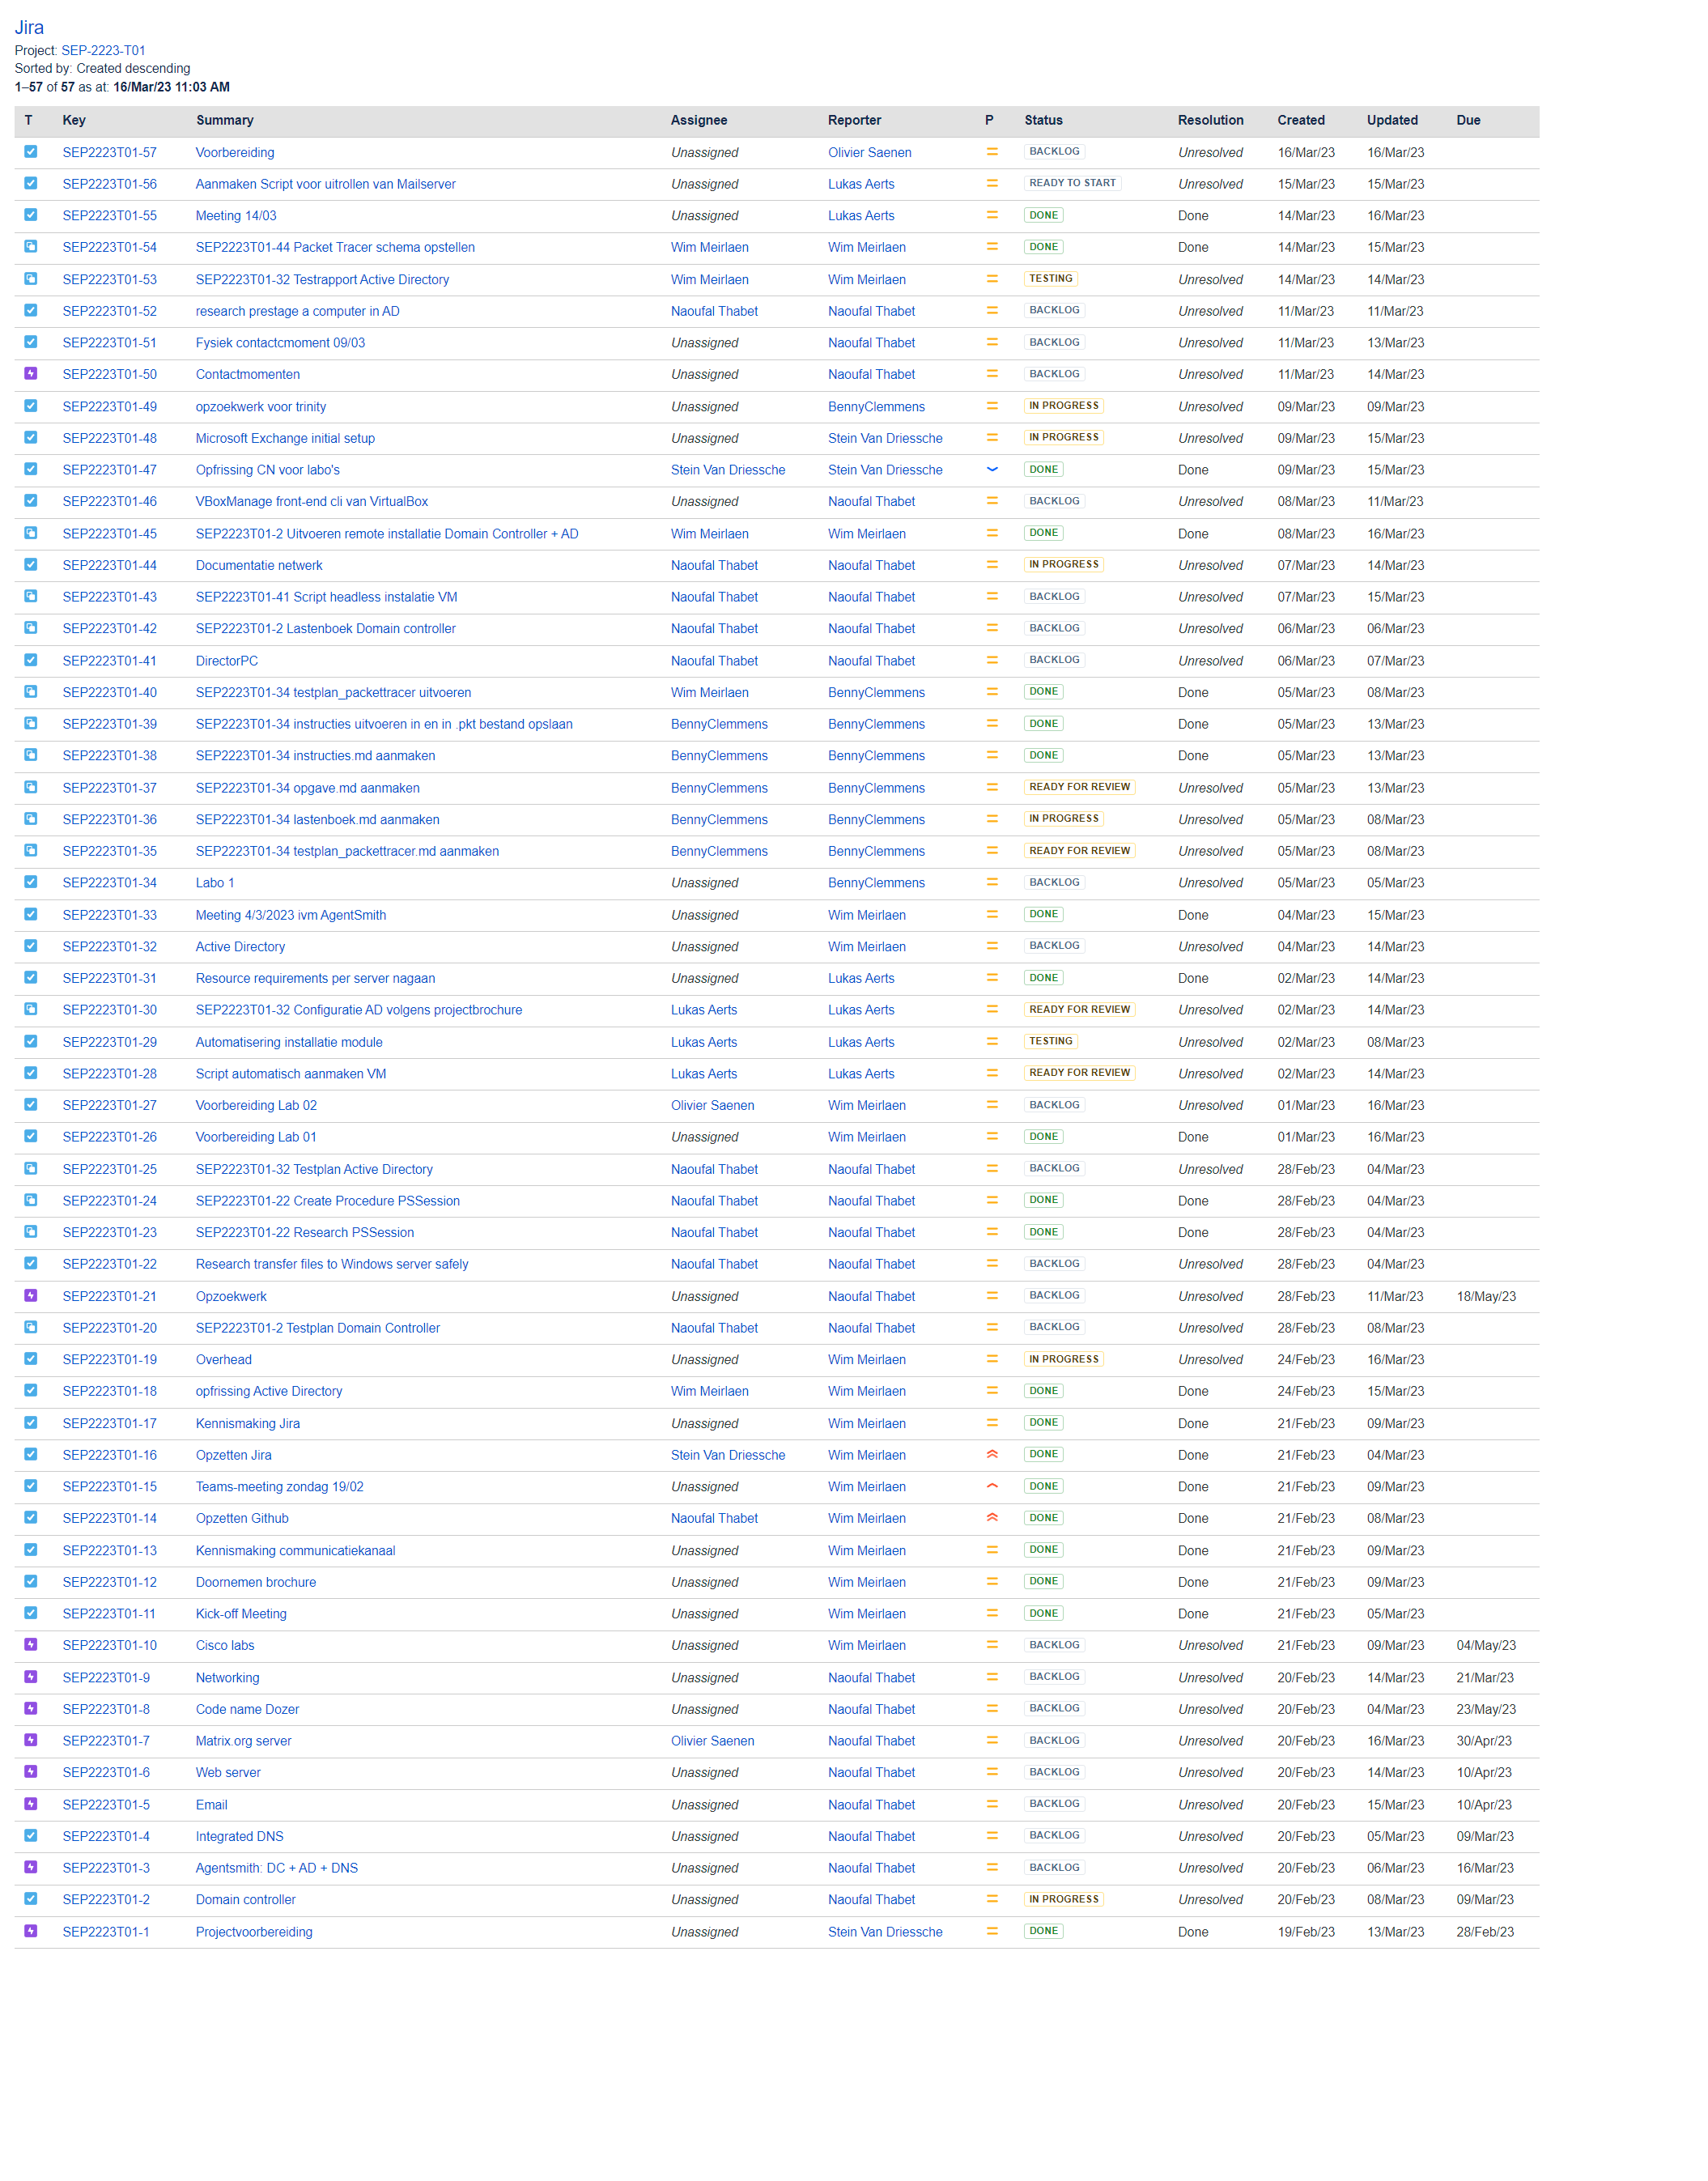 Jira
Project: SEP-2223-T01
Sorted by: Created descending
1–57 of 57 as at: 16/Mar/23 11:03 AM
T Key Summary Assignee Reporter P Status Resolution Created Updated Due
SEP2223T01-57 Voorbereiding Unassigned Olivier Saenen BACKLOG Unresolved 16/Mar/23 16/Mar/23
SEP2223T01-56 Aanmaken Script voor uitrollen van Mailserver Unassigned Lukas Aerts READY TO START Unresolved 15/Mar/23 15/Mar/23
SEP2223T01-55 Meeting 14/03 Unassigned Lukas Aerts DONE Done 14/Mar/23 16/Mar/23
SEP2223T01-54 SEP2223T01-44 Packet Tracer schema opstellen Wim Meirlaen Wim Meirlaen DONE Done 14/Mar/23 15/Mar/23
SEP2223T01-53 SEP2223T01-32 Testrapport Active Directory Wim Meirlaen Wim Meirlaen TESTING Unresolved 14/Mar/23 14/Mar/23
SEP2223T01-52 research prestage a computer in AD Naoufal Thabet Naoufal Thabet BACKLOG Unresolved 11/Mar/23 11/Mar/23
SEP2223T01-51 Fysiek contactcmoment 09/03 Unassigned Naoufal Thabet BACKLOG Unresolved 11/Mar/23 13/Mar/23
SEP2223T01-50 Contactmomenten Unassigned Naoufal Thabet BACKLOG Unresolved 11/Mar/23 14/Mar/23
SEP2223T01-49 opzoekwerk voor trinity Unassigned BennyClemmens IN PROGRESS Unresolved 09/Mar/23 09/Mar/23
SEP2223T01-48 Microsoft Exchange initial setup Unassigned Stein Van Driessche IN PROGRESS Unresolved 09/Mar/23 15/Mar/23
SEP2223T01-47 Opfrissing CN voor labo's Stein Van Driessche Stein Van Driessche DONE Done 09/Mar/23 15/Mar/23
SEP2223T01-46 VBoxManage front-end cli van VirtualBox Unassigned Naoufal Thabet BACKLOG Unresolved 08/Mar/23 11/Mar/23
SEP2223T01-45 SEP2223T01-2 Uitvoeren remote installatie Domain Controller + AD Wim Meirlaen Wim Meirlaen DONE Done 08/Mar/23 16/Mar/23
SEP2223T01-44 Documentatie netwerk Naoufal Thabet Naoufal Thabet IN PROGRESS Unresolved 07/Mar/23 14/Mar/23
SEP2223T01-43 SEP2223T01-41 Script headless instalatie VM Naoufal Thabet Naoufal Thabet BACKLOG Unresolved 07/Mar/23 15/Mar/23
SEP2223T01-42 SEP2223T01-2 Lastenboek Domain controller Naoufal Thabet Naoufal Thabet BACKLOG Unresolved 06/Mar/23 06/Mar/23
SEP2223T01-41 DirectorPC Naoufal Thabet Naoufal Thabet BACKLOG Unresolved 06/Mar/23 07/Mar/23
SEP2223T01-40 SEP2223T01-34 testplan_packettracer uitvoeren Wim Meirlaen BennyClemmens DONE Done 05/Mar/23 08/Mar/23
SEP2223T01-39 SEP2223T01-34 instructies uitvoeren in en in .pkt bestand opslaan BennyClemmens BennyClemmens DONE Done 05/Mar/23 13/Mar/23
SEP2223T01-38 SEP2223T01-34 instructies.md aanmaken BennyClemmens BennyClemmens DONE Done 05/Mar/23 13/Mar/23
SEP2223T01-37 SEP2223T01-34 opgave.md aanmaken BennyClemmens BennyClemmens READY FOR REVIEW Unresolved 05/Mar/23 13/Mar/23
SEP2223T01-36 SEP2223T01-34 lastenboek.md aanmaken BennyClemmens BennyClemmens IN PROGRESS Unresolved 05/Mar/23 08/Mar/23
SEP2223T01-35 SEP2223T01-34 testplan_packettracer.md aanmaken BennyClemmens BennyClemmens READY FOR REVIEW Unresolved 05/Mar/23 08/Mar/23
SEP2223T01-34 Labo 1 Unassigned BennyClemmens BACKLOG Unresolved 05/Mar/23 05/Mar/23
SEP2223T01-33 Meeting 4/3/2023 ivm AgentSmith Unassigned Wim Meirlaen DONE Done 04/Mar/23 15/Mar/23
SEP2223T01-32 Active Directory Unassigned Wim Meirlaen BACKLOG Unresolved 04/Mar/23 14/Mar/23
SEP2223T01-31 Resource requirements per server nagaan Unassigned Lukas Aerts DONE Done 02/Mar/23 14/Mar/23
SEP2223T01-30 SEP2223T01-32 Configuratie AD volgens projectbrochure Lukas Aerts Lukas Aerts READY FOR REVIEW Unresolved 02/Mar/23 14/Mar/23
SEP2223T01-29 Automatisering installatie module Lukas Aerts Lukas Aerts TESTING Unresolved 02/Mar/23 08/Mar/23
SEP2223T01-28 Script automatisch aanmaken VM Lukas Aerts Lukas Aerts READY FOR REVIEW Unresolved 02/Mar/23 14/Mar/23
SEP2223T01-27 Voorbereiding Lab 02 Olivier Saenen Wim Meirlaen BACKLOG Unresolved 01/Mar/23 16/Mar/23
SEP2223T01-26 Voorbereiding Lab 01 Unassigned Wim Meirlaen DONE Done 01/Mar/23 16/Mar/23
SEP2223T01-25 SEP2223T01-32 Testplan Active Directory Naoufal Thabet Naoufal Thabet BACKLOG Unresolved 28/Feb/23 04/Mar/23
SEP2223T01-24 SEP2223T01-22 Create Procedure PSSession Naoufal Thabet Naoufal Thabet DONE Done 28/Feb/23 04/Mar/23
SEP2223T01-23 SEP2223T01-22 Research PSSession Naoufal Thabet Naoufal Thabet DONE Done 28/Feb/23 04/Mar/23
SEP2223T01-22 Research transfer files to Windows server safely Naoufal Thabet Naoufal Thabet BACKLOG Unresolved 28/Feb/23 04/Mar/23
SEP2223T01-21 Opzoekwerk Unassigned Naoufal Thabet BACKLOG Unresolved 28/Feb/23 11/Mar/23 18/May/23
SEP2223T01-20 SEP2223T01-2 Testplan Domain Controller Naoufal Thabet Naoufal Thabet BACKLOG Unresolved 28/Feb/23 08/Mar/23
SEP2223T01-19 Overhead Unassigned Wim Meirlaen IN PROGRESS Unresolved 24/Feb/23 16/Mar/23
SEP2223T01-18 opfrissing Active Directory Wim Meirlaen Wim Meirlaen DONE Done 24/Feb/23 15/Mar/23
SEP2223T01-17 Kennismaking Jira Unassigned Wim Meirlaen DONE Done 21/Feb/23 09/Mar/23
SEP2223T01-16 Opzetten Jira Stein Van Driessche Wim Meirlaen DONE Done 21/Feb/23 04/Mar/23
SEP2223T01-15 Teams-meeting zondag 19/02 Unassigned Wim Meirlaen DONE Done 21/Feb/23 09/Mar/23
SEP2223T01-14 Opzetten Github Naoufal Thabet Wim Meirlaen DONE Done 21/Feb/23 08/Mar/23
SEP2223T01-13 Kennismaking communicatiekanaal Unassigned Wim Meirlaen DONE Done 21/Feb/23 09/Mar/23
SEP2223T01-12 Doornemen brochure Unassigned Wim Meirlaen DONE Done 21/Feb/23 09/Mar/23
SEP2223T01-11 Kick-off Meeting Unassigned Wim Meirlaen DONE Done 21/Feb/23 05/Mar/23
SEP2223T01-10 Cisco labs Unassigned Wim Meirlaen BACKLOG Unresolved 21/Feb/23 09/Mar/23 04/May/23
SEP2223T01-9 Networking Unassigned Naoufal Thabet BACKLOG Unresolved 20/Feb/23 14/Mar/23 21/Mar/23
SEP2223T01-8 Code name Dozer Unassigned Naoufal Thabet BACKLOG Unresolved 20/Feb/23 04/Mar/23 23/May/23
SEP2223T01-7 Matrix.org server Olivier Saenen Naoufal Thabet BACKLOG Unresolved 20/Feb/23 16/Mar/23 30/Apr/23
SEP2223T01-6 Web server Unassigned Naoufal Thabet BACKLOG Unresolved 20/Feb/23 14/Mar/23 10/Apr/23
SEP2223T01-5 Email Unassigned Naoufal Thabet BACKLOG Unresolved 20/Feb/23 15/Mar/23 10/Apr/23
SEP2223T01-4 Integrated DNS Unassigned Naoufal Thabet BACKLOG Unresolved 20/Feb/23 05/Mar/23 09/Mar/23
SEP2223T01-3 Agentsmith: DC + AD + DNS Unassigned Naoufal Thabet BACKLOG Unresolved 20/Feb/23 06/Mar/23 16/Mar/23
SEP2223T01-2 Domain controller Unassigned Naoufal Thabet IN PROGRESS Unresolved 20/Feb/23 08/Mar/23 09/Mar/23
SEP2223T01-1 Projectvoorbereiding Unassigned Stein Van Driessche DONE Done 19/Feb/23 13/Mar/23 28/Feb/23